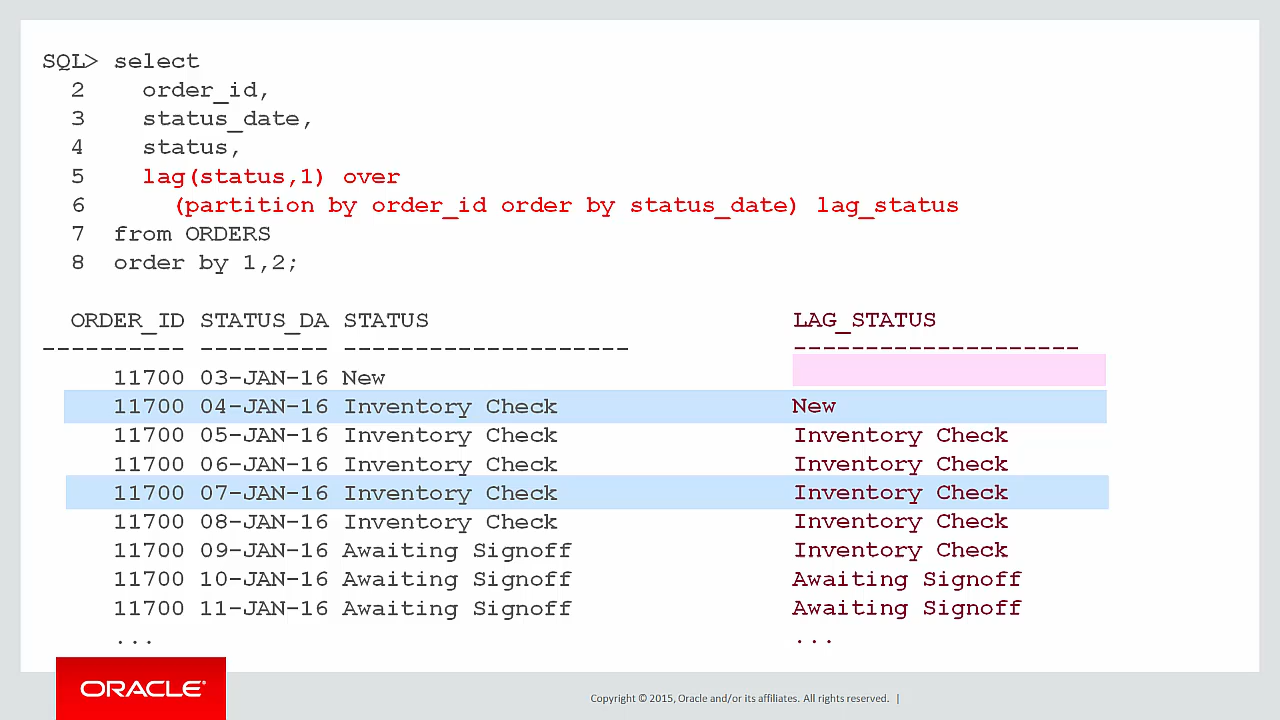 SQL> select
2 order_id,
3 status_date,
4 status,
5 lag(status,1) over
6 (partition by order_id order by status_date) lag_status
7 from ORDERS
8 order by 1,2;
ORDER_ID STATUS_DA STATUS LAG_STATUS
---------- --------- -------------------- --------------------
11700 03-JAN-16 New
11700 04-JAN-16 Inventory Check New
11700 05-JAN-16 Inventory Check Inventory Check
11700 06-JAN-16 Inventory Check Inventory Check
11700 07-JAN-16 Inventory Check Inventory Check
11700 08-JAN-16 Inventory Check Inventory Check
11700 09-JAN-16 Awaiting Signoff Inventory Check
11700 10-JAN-16 Awaiting Signoff Awaiting Signoff
11700 11-JAN-16 Awaiting Signoff Awaiting Signoff
... ...
ORACLE®
Copyright © 2015, Oracle and/or its affiliates. All rights reserved. |